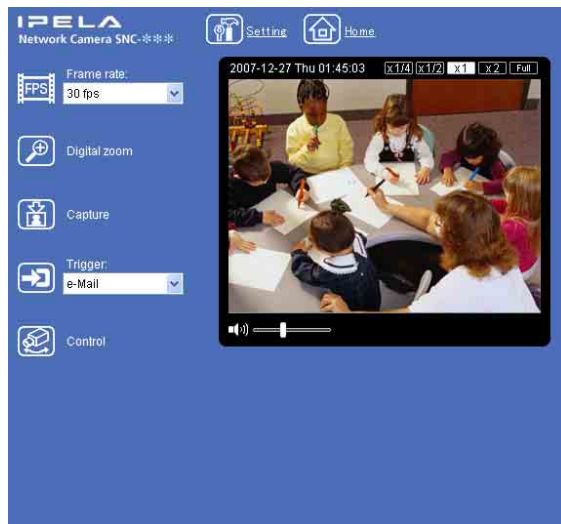 IPELA
Network Camera SNC-***
Setting
Home
FPS
Frame rate:
30 fps
Digital zoom
Capture
Trigger:
e-Mail
Control
2007-12-27 Thu 01:45:03
x1/4 x1/2 x1 x2 Full